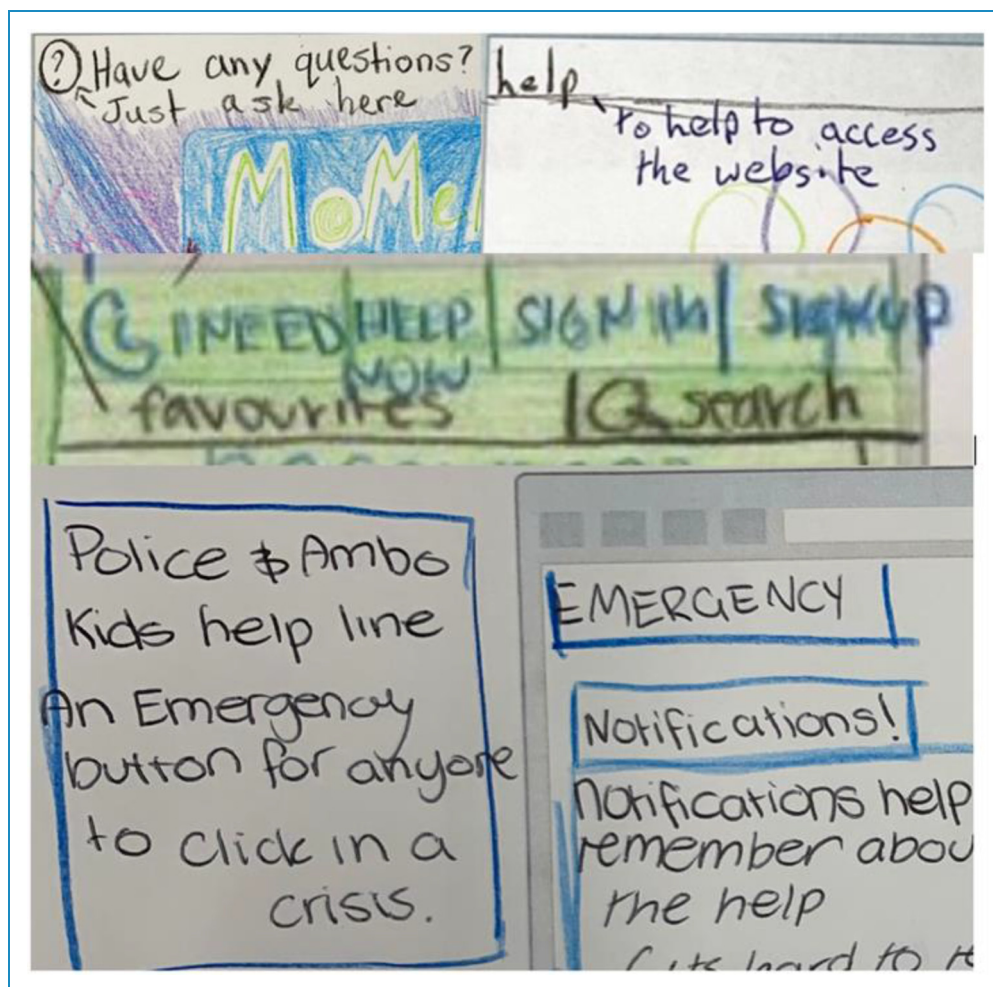 ? Have any questions?
Just ask here
MoMe
help
to help to access
the website
I NEED HELP NOW | SIGN IN | SIGN UP
favourites | Q search
Police & Ambo
Kids help line
An Emergency
button for anyone
to click in a
crisis.
EMERGENCY
Notifications!
Notifications help
remember abou
the help
hard to